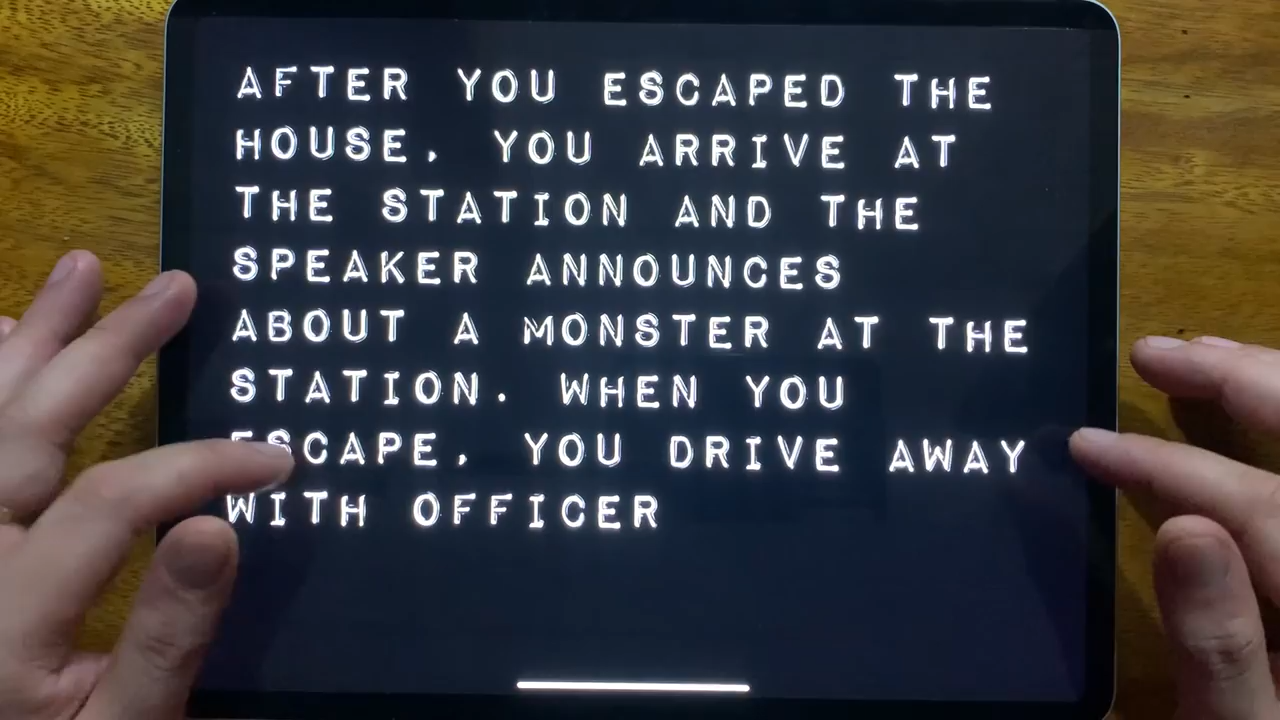 AFTER YOU ESCAPED THE
HOUSE, YOU ARRIVE AT
THE STATION AND THE
SPEAKER ANNOUNCES
ABOUT A MONSTER AT THE
STATION. WHEN YOU
ESCAPE, YOU DRIVE AWAY
WITH OFFICER